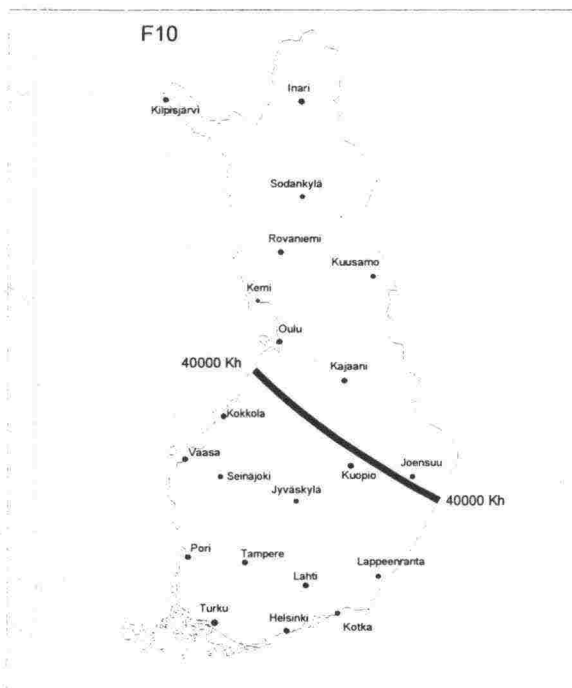 F10
Inari
Kilpisjärvi
Sodankylä
Rovaniemi
Kuusamo
Kemi
Oulu
40000 Kh
Kajaani
Kokkola
Vaasa
Seinäjoki
Kuopio
Joensuu
Jyväskylä
40000 Kh
Pori
Tampere
Lappeenranta
Lahti
Turku
Helsinki
Kotka